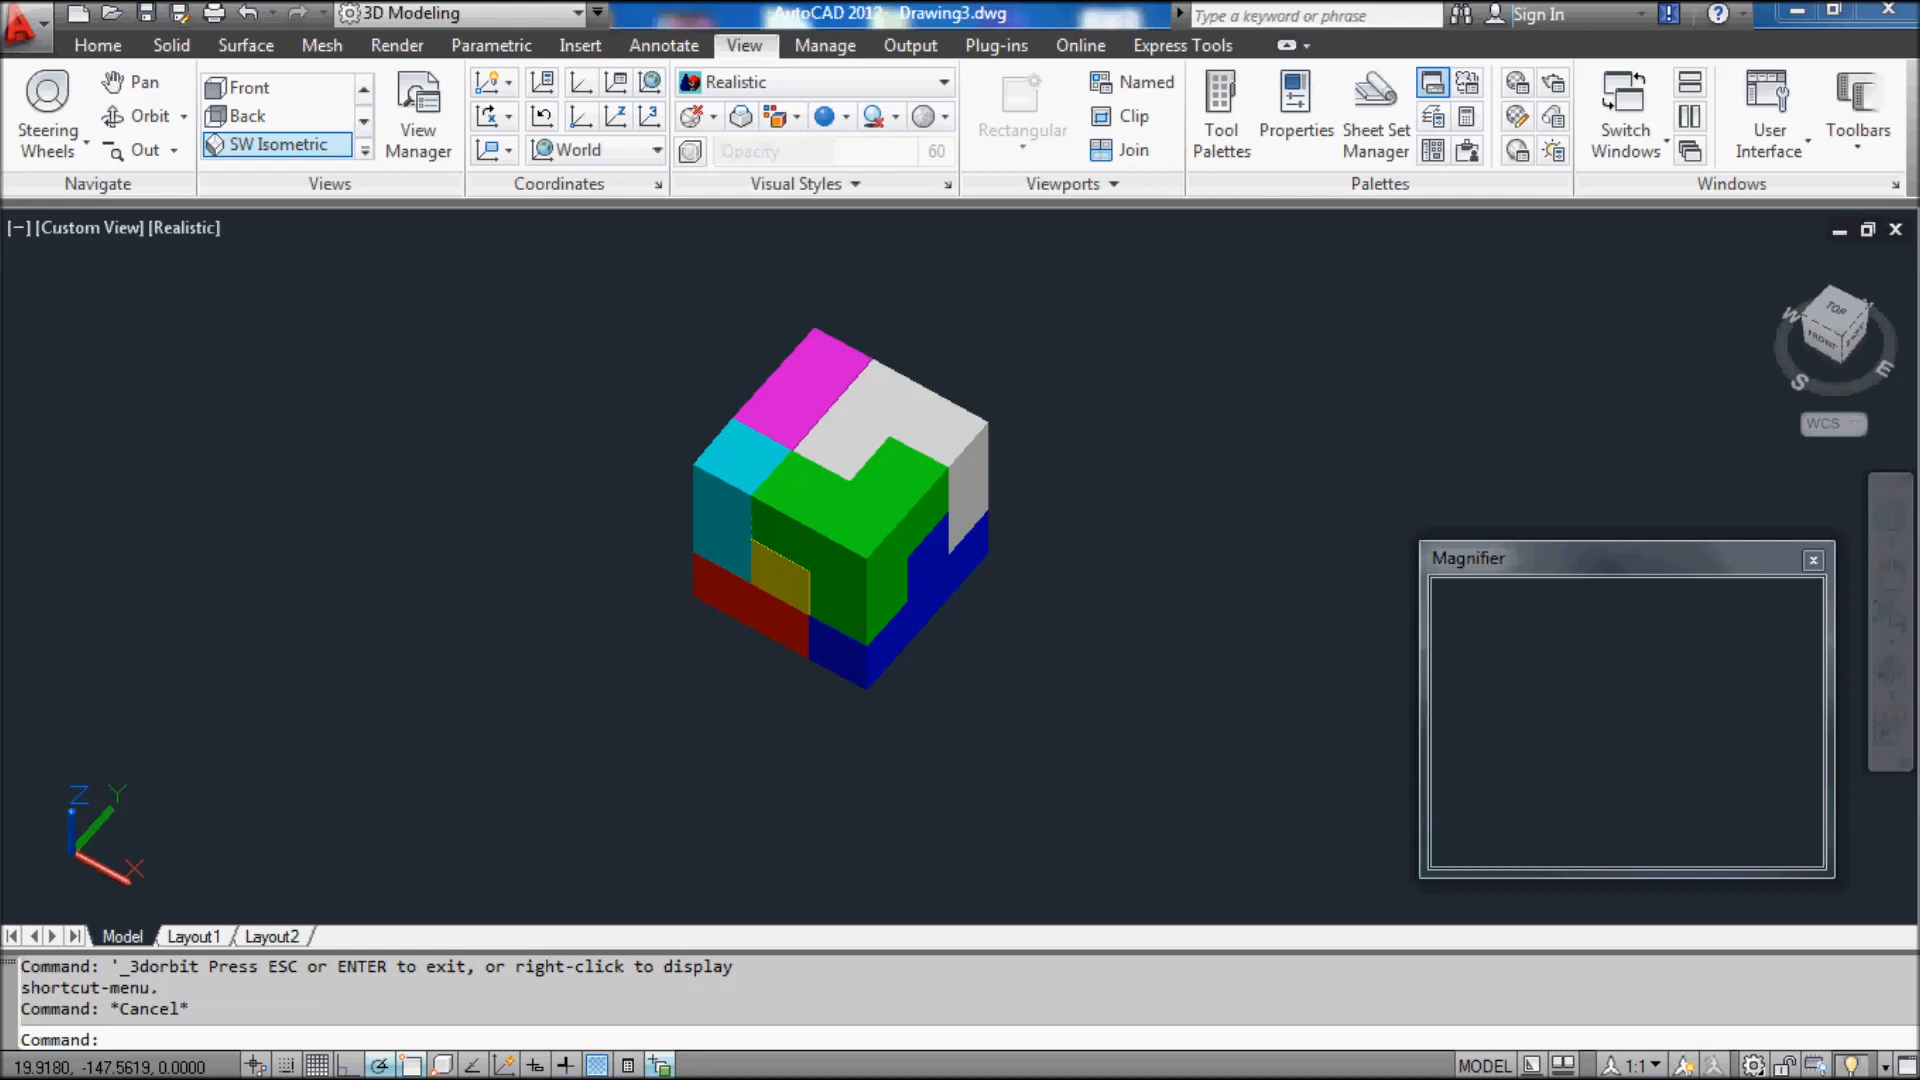 3D Modeling
AutoCAD 2012 - Drawing3.dwg
Type a keyword or phrase
Sign In
Home Solid Surface Mesh Render Parametric Insert Annotate View Manage Output Plug-ins Online Express Tools
Steering Wheels
Pan
Orbit
Out
Navigate
Front
Back
SW Isometric
View Manager
Views
World
Coordinates
Realistic
Opacity 60
Visual Styles
Rectangular
Named
Clip
Join
Viewports
Tool Palettes
Properties
Sheet Set Manager
Palettes
Switch Windows
User Interface
Toolbars
Windows
[−] [Custom View] [Realistic]
TOP
FRONT
W
S
E
WCS
Magnifier
Z
Y
X
Model Layout1 Layout2
Command: '_3dorbit Press ESC or ENTER to exit, or right-click to display
shortcut-menu.
Command: *Cancel*
Command:
19.9180, -147.5619, 0.0000
MODEL
1:1